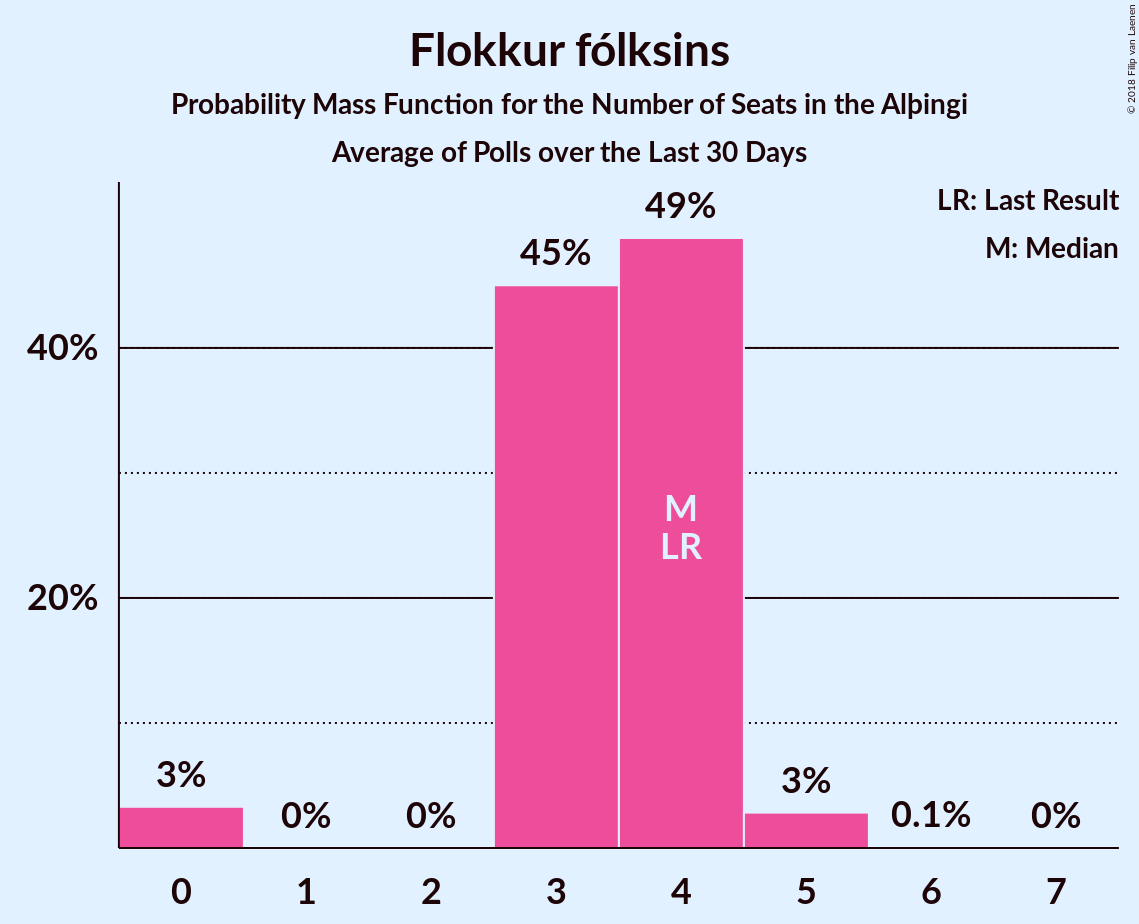 Flokkur fólksins
Probability Mass Function for the Number of Seats in the Alþingi
Average of Polls over the Last 30 Days
© 2018 Filip van Laenen
LR: Last Result
M: Median
49%
45%
40%
M
LR
20%
3%
0%
0%
3%
0.1%
0%
0 1 2 3 4 5 6 7